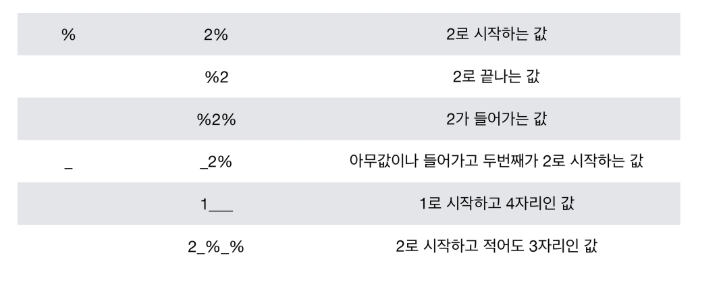 % 2% 2로 시작하는 값
%2 2로 끝나는 값
%2% 2가 들어가는 값
_ _2% 아무값이나 들어가고 두번째가 2로 시작하는 값
1___ 1로 시작하고 4자리인 값
2_%_% 2로 시작하고 적어도 3자리인 값